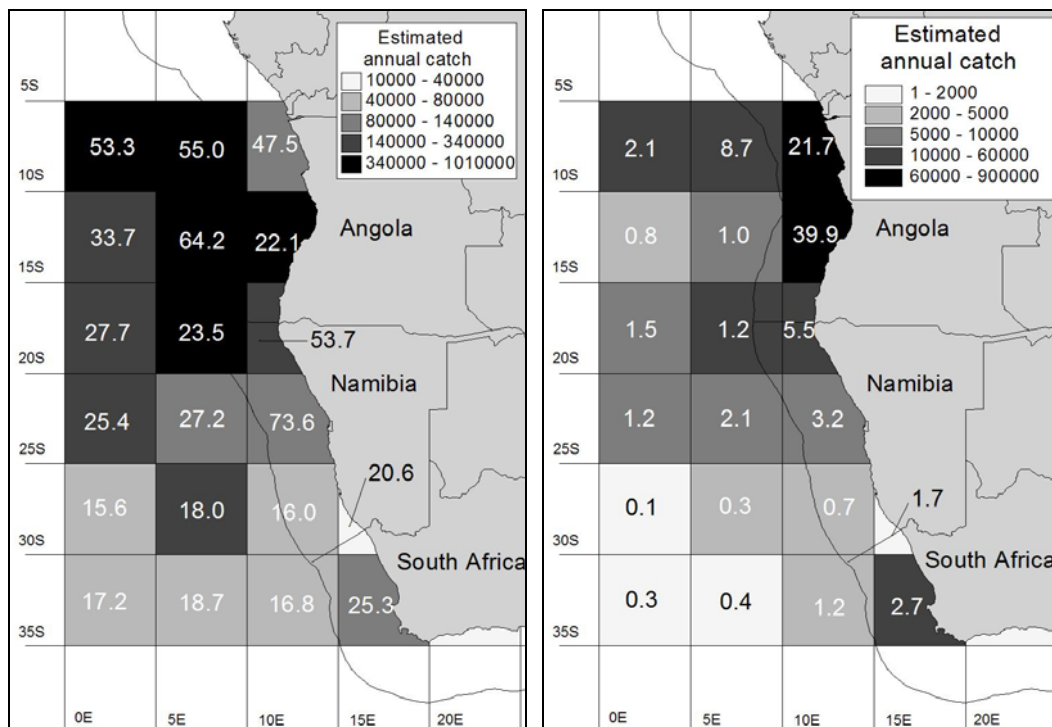 Estimated
annual catch
10000 - 40000
40000 - 80000
80000 - 140000
140000 - 340000
340000 - 1010000
5S
53.3 55.0 47.5
10S
33.7 64.2 22.1 Angola
15S
27.7 23.5 53.7
20S
Namibia
25.4 27.2 73.6
25S
20.6
15.6 18.0 16.0
30S
South Africa
17.2 18.7 16.8 25.3
35S
0E 5E 10E 15E 20E
Estimated
annual catch
1 - 2000
2000 - 5000
5000 - 10000
10000 - 60000
60000 - 900000
5S
2.1 8.7 21.7
10S
0.8 1.0 39.9 Angola
15S
1.5 1.2 5.5
20S
Namibia
1.2 2.1 3.2
25S
1.7
0.1 0.3 0.7
30S
South Africa
0.3 0.4 1.2 2.7
35S
0E 5E 10E 15E 20E